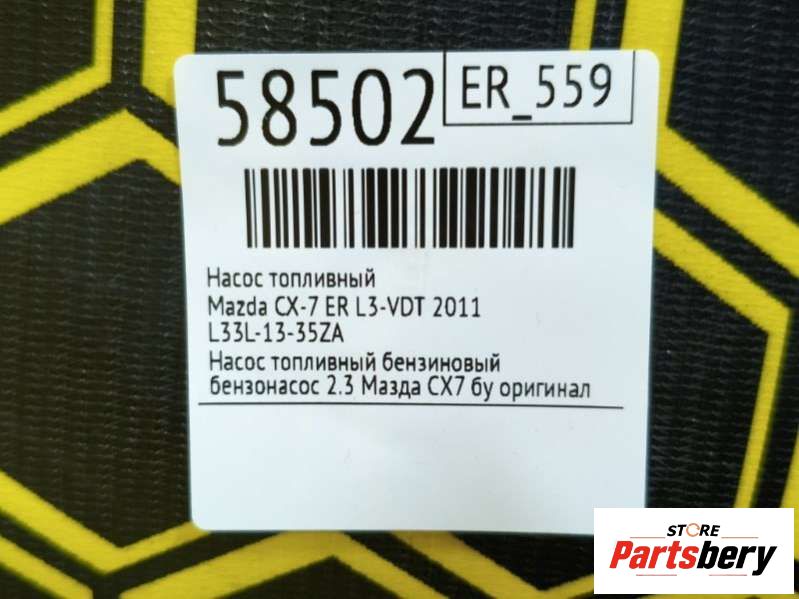 58502
ER_559
Насос топливный
Mazda CX-7 ER L3-VDT 2011
L33L-13-35ZA
Насос топливный бензиновый
бензонасос 2.3 Мазда СХ7 бу оригинал
STORE
Partsbery